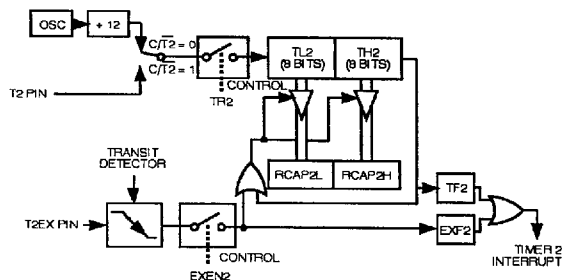 OSC
÷ 12
C/T2 = 0
C/T2 = 1
T2 PIN
CONTROL
TR2
TL2
(8 BITS)
TH2
(8 BITS)
RCAP2L
RCAP2H
TRANSIT
DETECTOR
T2EX PIN
CONTROL
EXEN2
TF2
EXF2
TIMER 2
INTERRUPT